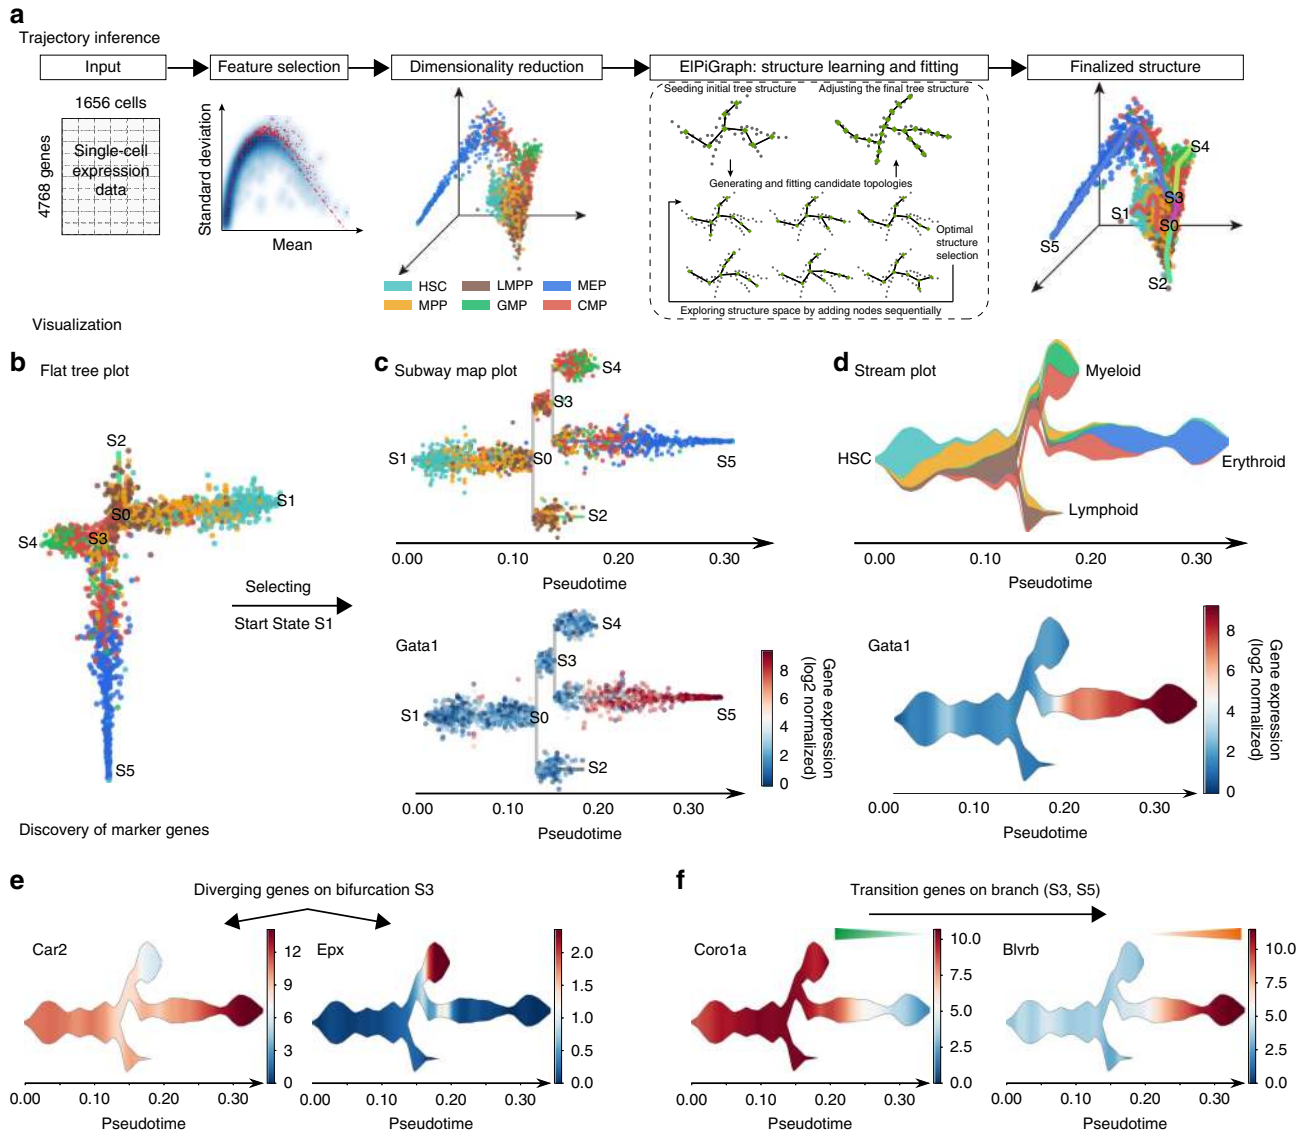 a
Trajectory inference
Input
Feature selection
Dimensionality reduction
ElPiGraph: structure learning and fitting
Finalized structure
1656 cells
4768 genes
Single-cell
expression
data
Standard deviation
Mean
HSC
LMPP
MEP
MPP
GMP
CMP
Seeding initial tree structure
Adjusting the final tree structure
Generating and fitting candidate topologies
Optimal
structure
selection
Exploring structure space by adding nodes sequentially
S4
S1
S3
S0
S5
S2
Visualization
b
Flat tree plot
S2
S1
S0
S4
S3
S5
Selecting
Start State S1
c
Subway map plot
S4
S3
S1
S0
S5
S2
0.00
0.10
0.20
0.30
Pseudotime
Gata1
S4
S3
S1
S0
S5
S2
8
6
4
2
0
Gene expression
(log2 normalized)
0.00
0.10
0.20
0.30
Pseudotime
d
Stream plot
Myeloid
HSC
Erythroid
Lymphoid
0.00
0.10
0.20
0.30
Pseudotime
Gata1
8
6
4
2
0
Gene expression
(log2 normalized)
0.00
0.10
0.20
0.30
Pseudotime
Discovery of marker genes
e
Diverging genes on bifurcation S3
Car2
12
9
6
3
0
0.00
0.10
0.20
0.30
Pseudotime
Epx
2.0
1.5
1.0
0.5
0.0
0.00
0.10
0.20
0.30
Pseudotime
f
Transition genes on branch (S3, S5)
Coro1a
10.0
7.5
5.0
2.5
0.0
0.00
0.10
0.20
0.30
Pseudotime
Blvrb
10.0
7.5
5.0
2.5
0.0
0.00
0.10
0.20
0.30
Pseudotime